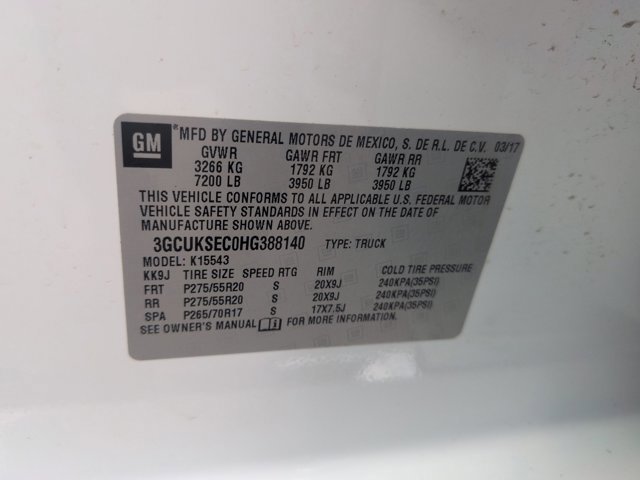 GM ® MFD BY GENERAL MOTORS DE MEXICO, S. DE R.L. DE C.V. 03/17
GVWR GAWR FRT GAWR RR
3266 KG 1792 KG 1792 KG
7200 LB 3950 LB 3950 LB
THIS VEHICLE CONFORMS TO ALL APPLICABLE U.S. FEDERAL MOTOR
VEHICLE SAFETY STANDARDS IN EFFECT ON THE DATE OF
MANUFACTURE SHOWN ABOVE.
3GCUKSEC0HG388140 TYPE: TRUCK
MODEL: K15543
KK9J TIRE SIZE SPEED RTG RIM COLD TIRE PRESSURE
FRT P275/55R20 S 20X9J 240KPA(35PSI)
RR P275/55R20 S 20X9J 240KPA(35PSI)
SPA P265/70R17 S 17X7.5J 240KPA(35PSI)
SEE OWNER'S MANUAL FOR MORE INFORMATION.